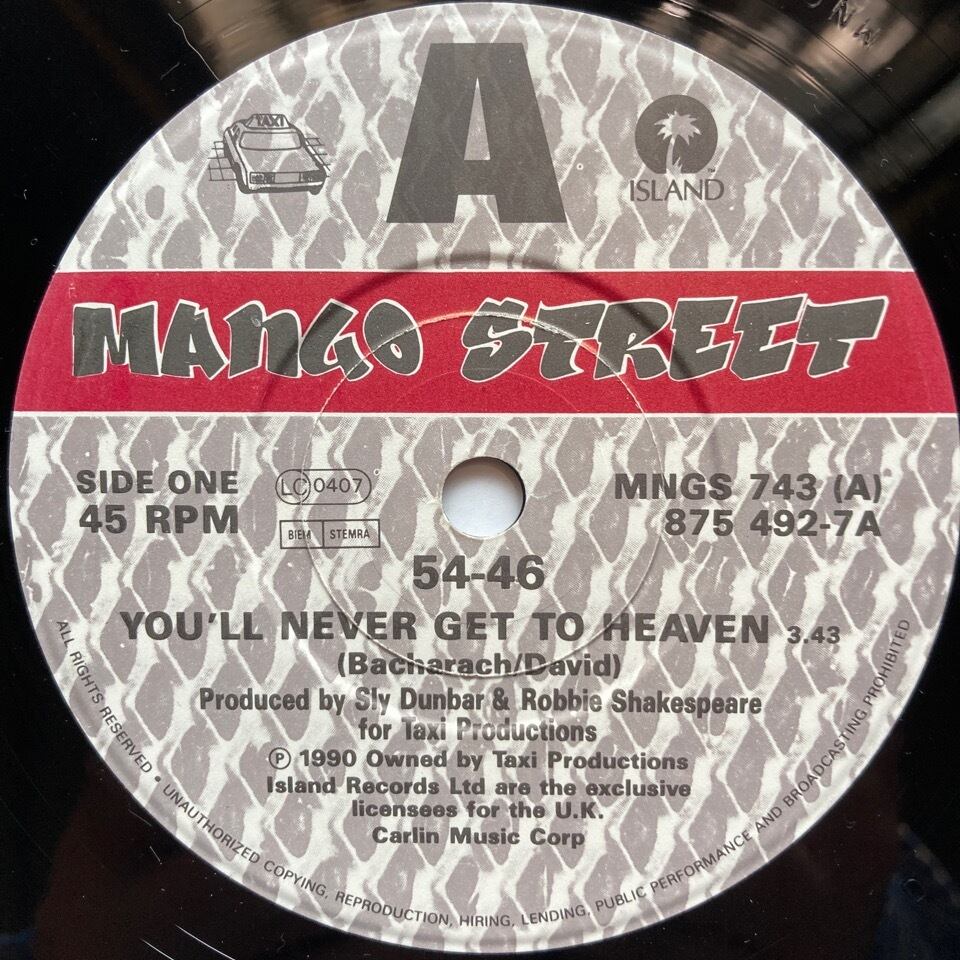 A
TAXI
ISLAND
TM
MANGO STREET
SIDE ONE
45 RPM
LC 0407
BIEM STEMRA
MNGS 743 (A)
875 492-7A
54-46
YOU'LL NEVER GET TO HEAVEN 3.43
(Bacharach/David)
Produced by Sly Dunbar & Robbie Shakespeare
for Taxi Productions
℗ 1990 Owned by Taxi Productions
Island Records Ltd are the exclusive
licensees for the U.K.
Carlin Music Corp
ALL RIGHTS RESERVED • UNAUTHORIZED COPYING, REPRODUCTION, HIRING, LENDING, PUBLIC PERFORMANCE AND BROADCASTING PROHIBITED